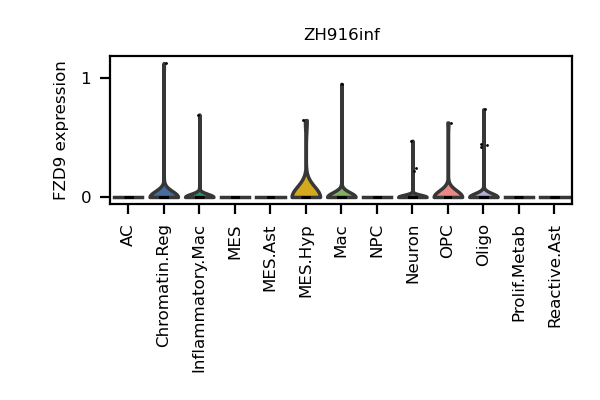 ZH916inf
FZD9 expression
1
0
AC
Chromatin.Reg
Inflammatory.Mac
MES
MES.Ast
MES.Hyp
Mac
NPC
Neuron
OPC
Oligo
Prolif.Metab
Reactive.Ast